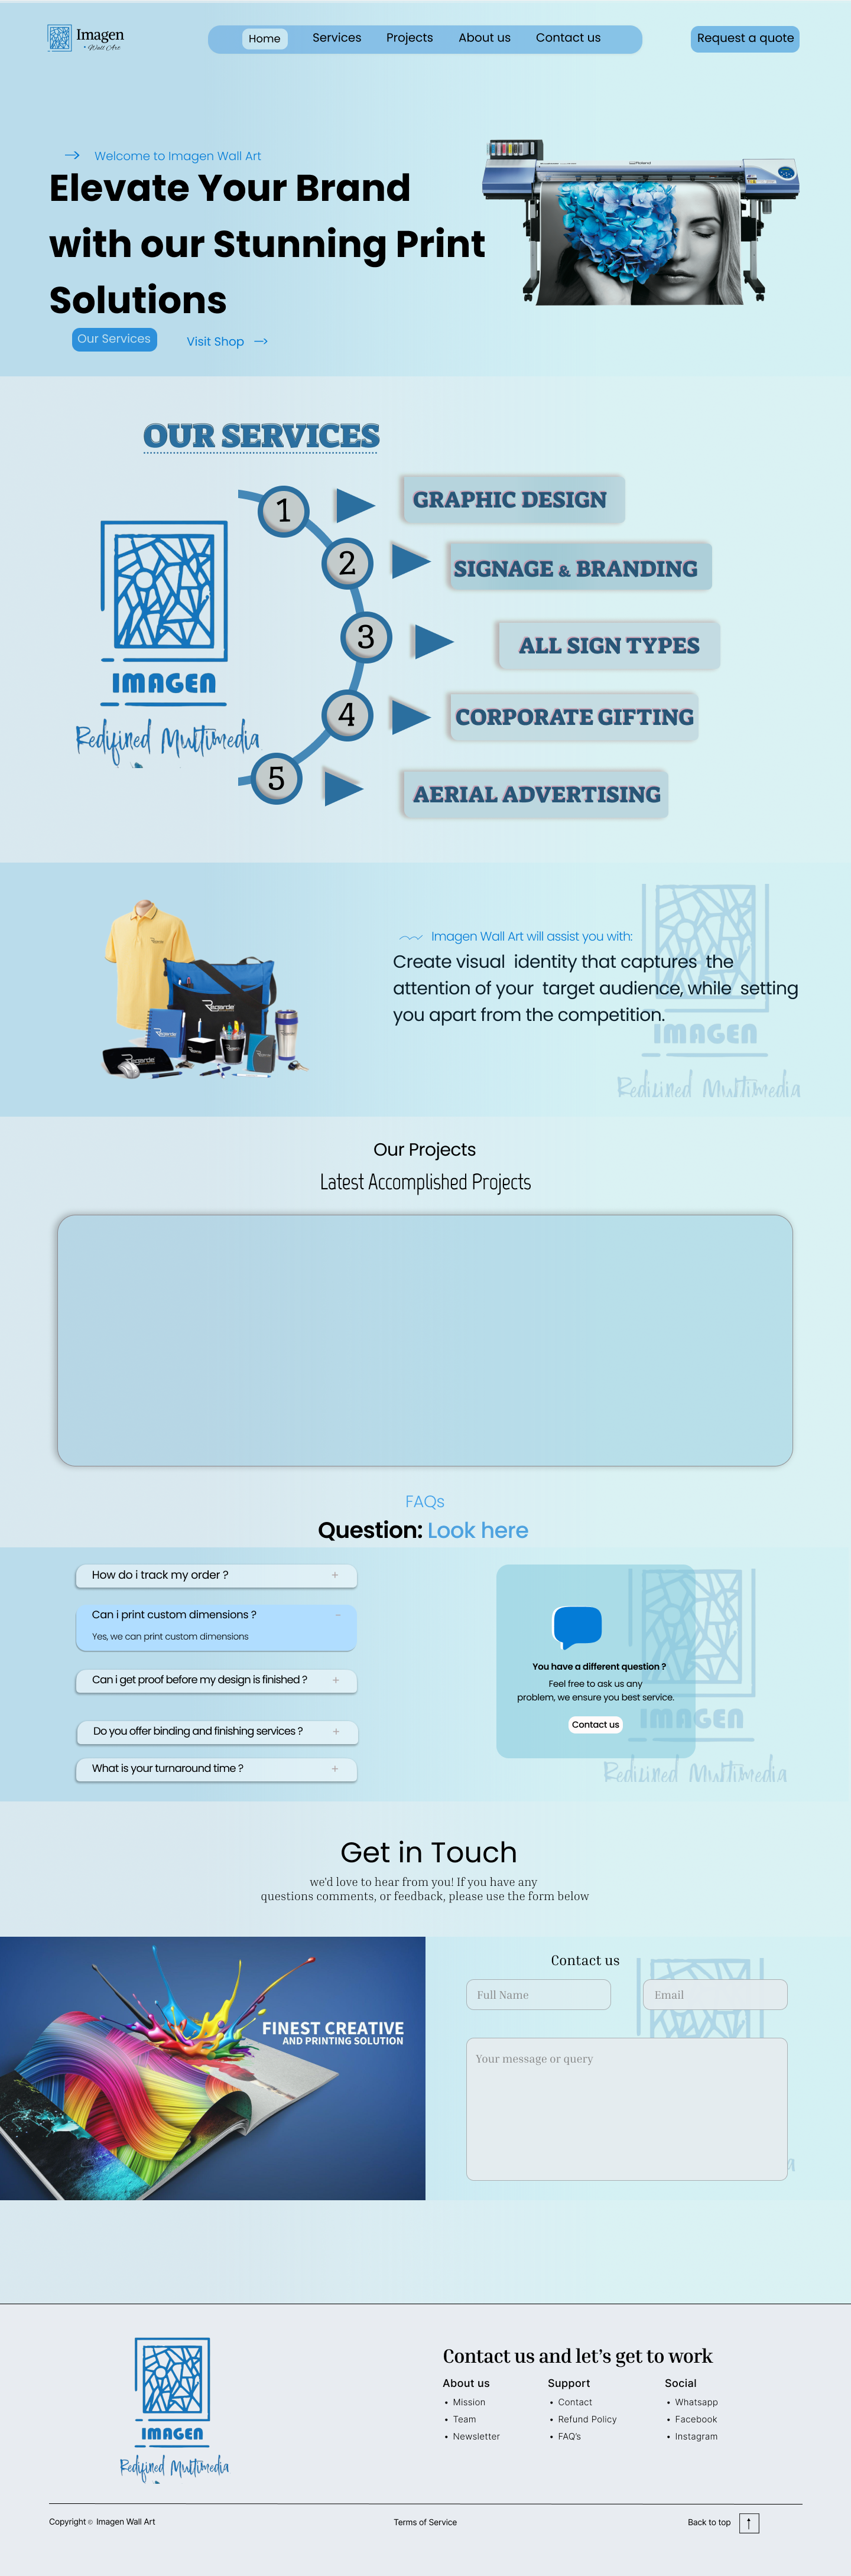 Imagen
Wall Art
Home
Services
Projects
About us
Contact us
Request a quote
Welcome to Imagen Wall Art
Elevate Your Brand
with our Stunning Print
Solutions
Our Services
Visit Shop
Roland
OUR SERVICES
1
GRAPHIC DESIGN
2
SIGNAGE & BRANDING
3
ALL SIGN TYPES
4
CORPORATE GIFTING
5
AERIAL ADVERTISING
IMAGEN
Redifined Multimedia
Imagen Wall Art will assist you with:
Create visual identity that captures the
attention of your target audience, while setting
you apart from the competition.
IMAGEN
Redifined Multimedia
Our Projects
Latest Accomplished Projects
FAQs
Question: Look here
How do i track my order ?
+
Can i print custom dimensions ?
-
Yes, we can print custom dimensions
Can i get proof before my design is finished ?
+
Do you offer binding and finishing services ?
+
What is your turnaround time ?
+
You have a different question ?
Feel free to ask us any
problem, we ensure you best service.
Contact us
IMAGEN
Redifined Multimedia
Get in Touch
we'd love to hear from you! If you have any
questions comments, or feedback, please use the form below
FINEST CREATIVE
AND PRINTING SOLUTION
Contact us
Full Name
Email
Your message or query
a
IMAGEN
Redifined Multimedia
Contact us and let's get to work
About us
• Mission
• Team
• Newsletter
Support
• Contact
• Refund Policy
• FAQ's
Social
• Whatsapp
• Facebook
• Instagram
Copyright © Imagen Wall Art
Terms of Service
Back to top